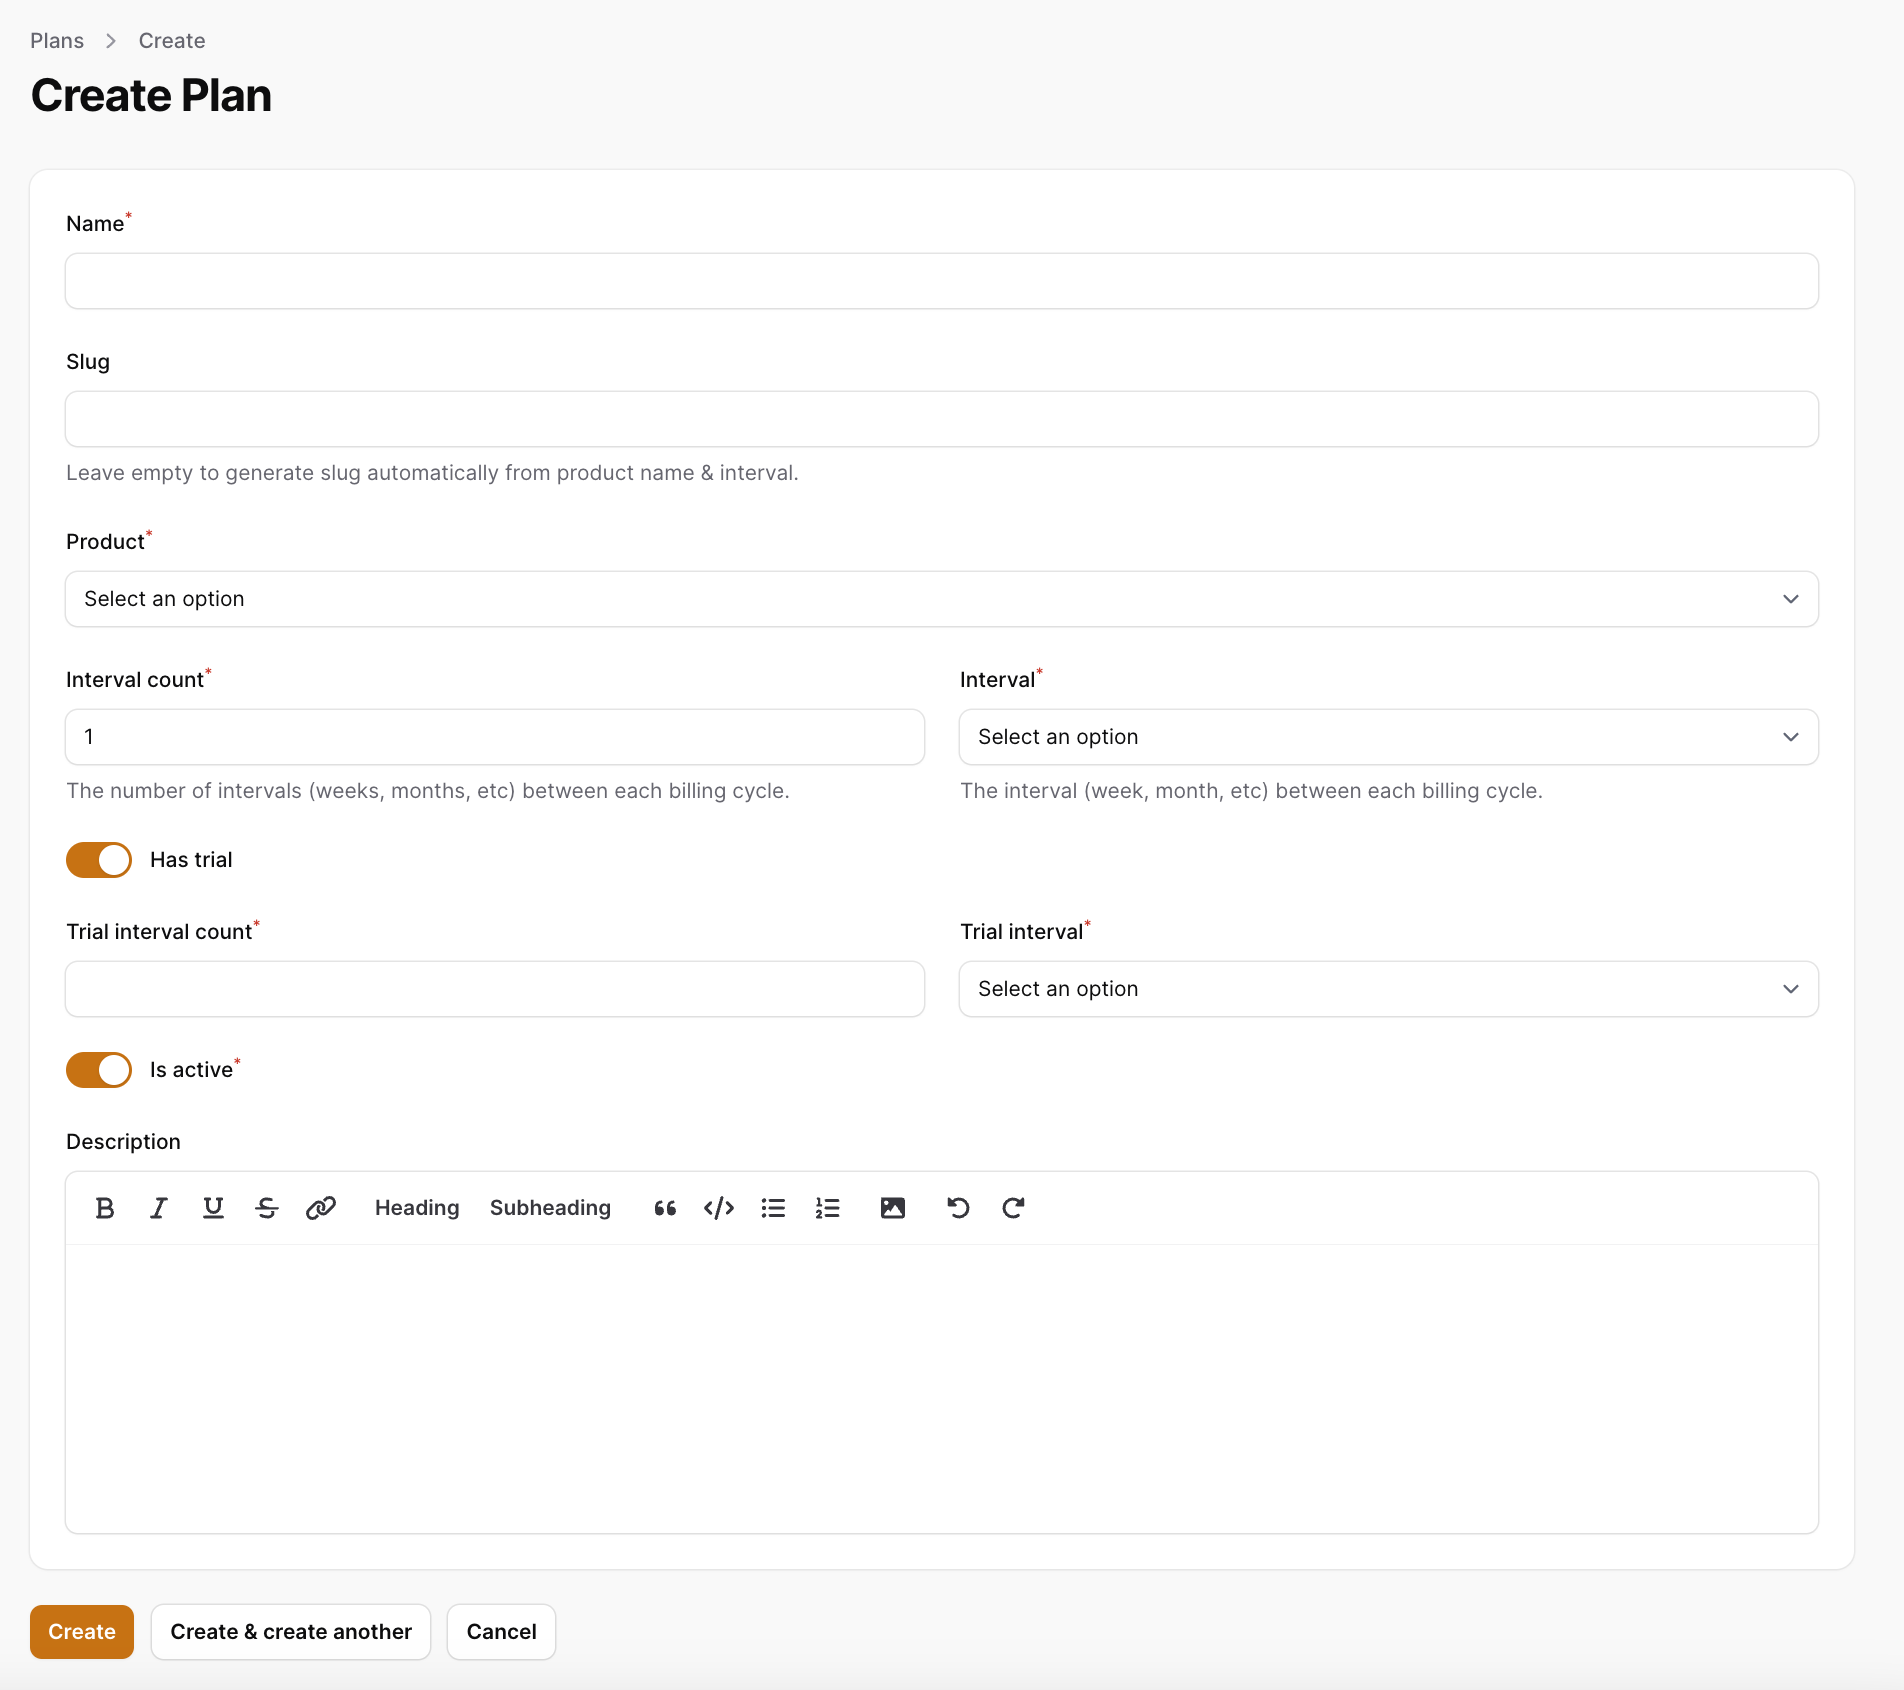 Plans > Create
Create Plan
Name*
Slug
Leave empty to generate slug automatically from product name & interval.
Product*
Select an option
Interval count*
Interval*
1
Select an option
The number of intervals (weeks, months, etc) between each billing cycle.
The interval (week, month, etc) between each billing cycle.
Has trial
Trial interval count*
Trial interval*
Select an option
Is active*
Description
Heading Subheading
Create
Create & create another
Cancel